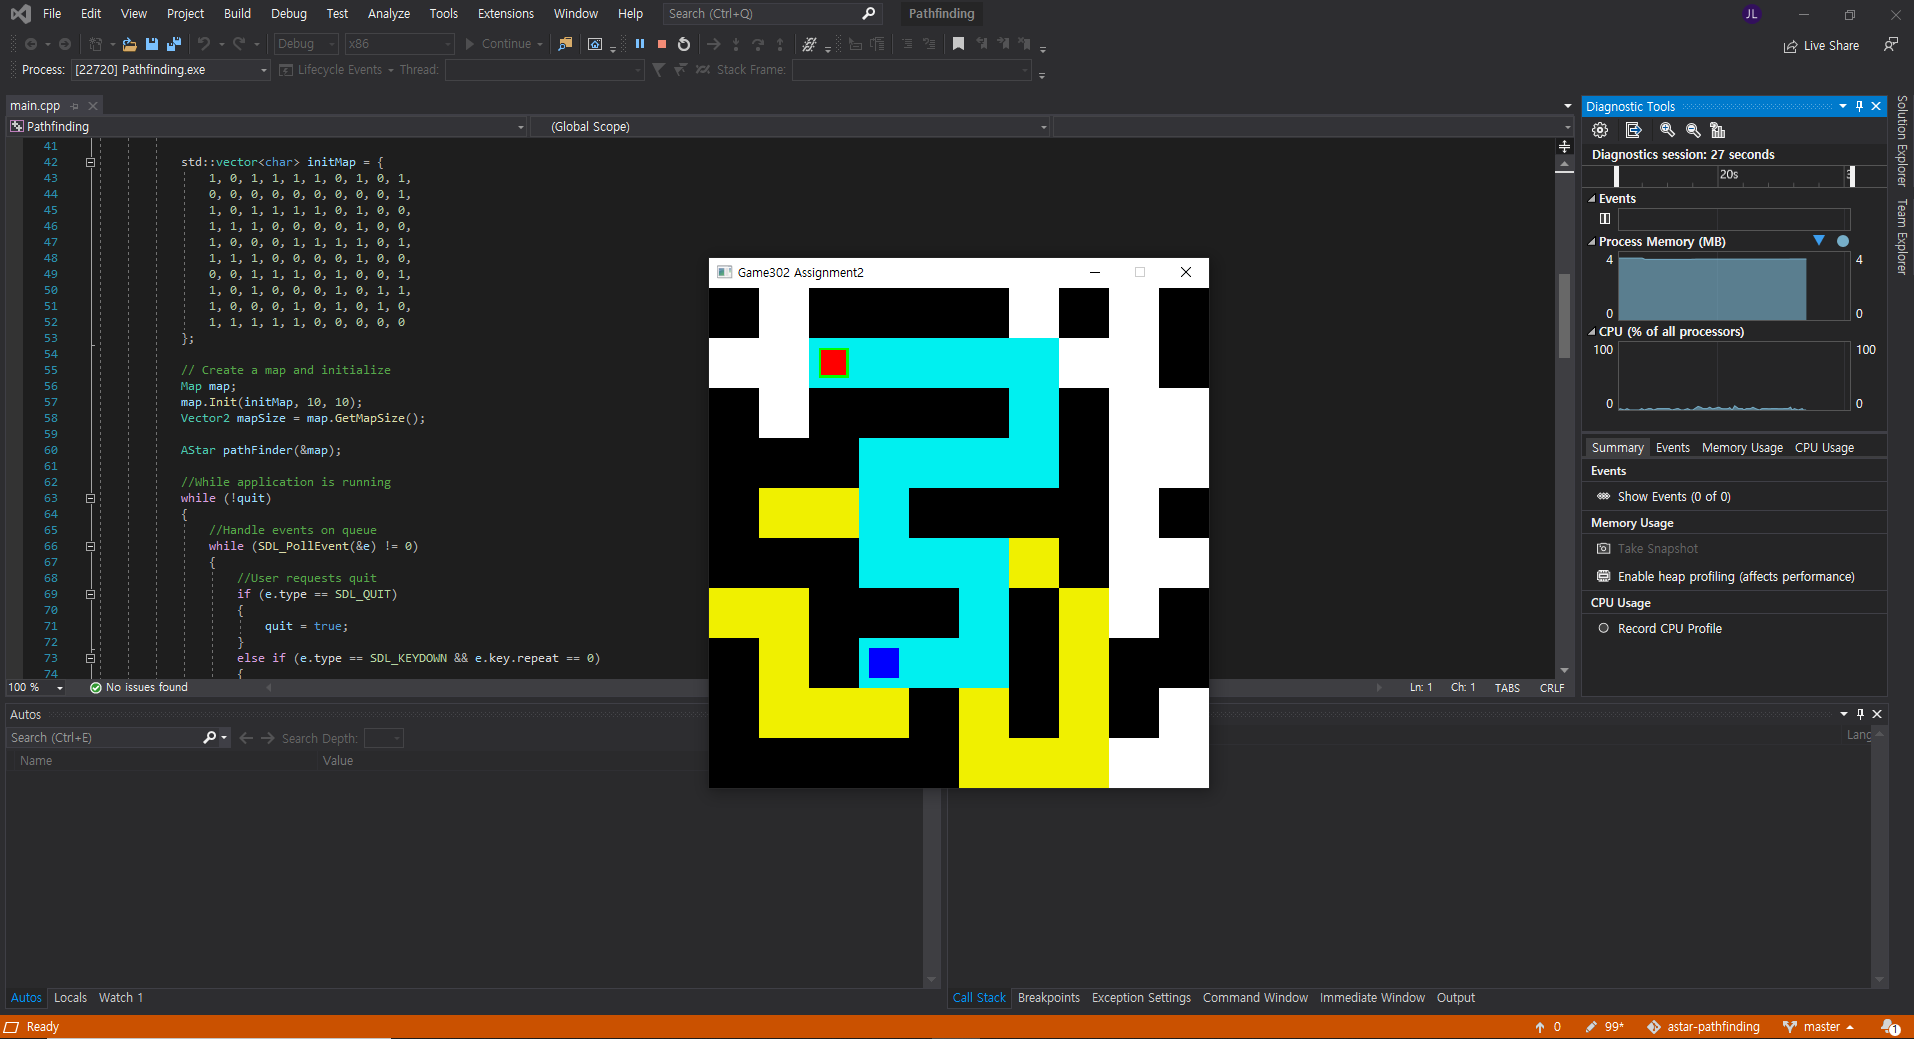 File Edit View Project Build Debug Test Analyze Tools Extensions Window Help Search (Ctrl+Q) Pathfinding JL
Debug x86 Continue Live Share
Process: [22720] Pathfinding.exe Lifecycle Events Thread: Stack Frame:
main.cpp
Pathfinding (Global Scope)
41
42 std::vector<char> initMap = {
43 1, 0, 1, 1, 1, 1, 0, 1, 0, 1,
44 0, 0, 0, 0, 0, 0, 0, 0, 0, 1,
45 1, 0, 1, 1, 1, 1, 0, 1, 0, 0,
46 1, 1, 1, 0, 0, 0, 0, 1, 0, 0,
47 1, 0, 0, 0, 1, 1, 1, 1, 0, 1,
48 1, 1, 1, 0, 0, 0, 0, 1, 0, 0,
49 0, 0, 1, 1, 1, 0, 1, 0, 0, 1,
50 1, 0, 1, 0, 0, 0, 1, 0, 1, 1,
51 1, 0, 0, 0, 1, 0, 1, 0, 1, 0,
52 1, 1, 1, 1, 1, 0, 0, 0, 0, 0
53 };
54
55 // Create a map and initialize
56 Map map;
57 map.Init(initMap, 10, 10);
58 Vector2 mapSize = map.GetMapSize();
59
60 AStar pathFinder(&map);
61
62 //While application is running
63 while (!quit)
64 {
65 //Handle events on queue
66 while (SDL_PollEvent(&e) != 0)
67 {
68 //User requests quit
69 if (e.type == SDL_QUIT)
70 {
71 quit = true;
72 }
73 else if (e.type == SDL_KEYDOWN && e.key.repeat == 0)
74 {
100 % No issues found Ln: 1 Ch: 1 TABS CRLF
Game302 Assignment2
Diagnostic Tools
Diagnostics session: 27 seconds
20s
Events
Process Memory (MB)
4 4
0 0
CPU (% of all processors)
100 100
0 0
Summary Events Memory Usage CPU Usage
Events
Show Events (0 of 0)
Memory Usage
Take Snapshot
Enable heap profiling (affects performance)
CPU Usage
Record CPU Profile
Solution Explorer
Team Explorer
Autos
Search (Ctrl+E) Search Depth:
Name Value
Lang
Autos Locals Watch 1
Call Stack Breakpoints Exception Settings Command Window Immediate Window Output
Ready 0 99* astar-pathfinding master 1